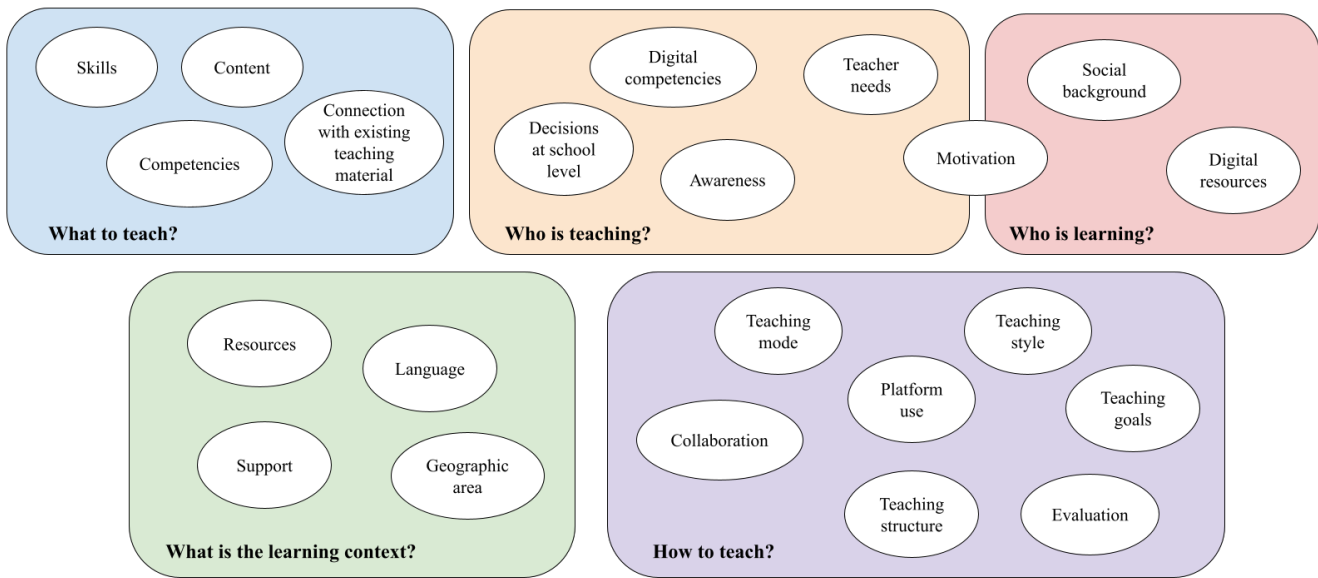 Skills
Content
Competencies
Connection
with existing
teaching
material
What to teach?
Digital
competencies
Teacher
needs
Decisions
at school
level
Awareness
Motivation
Who is teaching?
Social
background
Digital
resources
Who is learning?
Resources
Language
Support
Geographic
area
What is the learning context?
Teaching
mode
Teaching
style
Platform
use
Teaching
goals
Collaboration
Teaching
structure
Evaluation
How to teach?